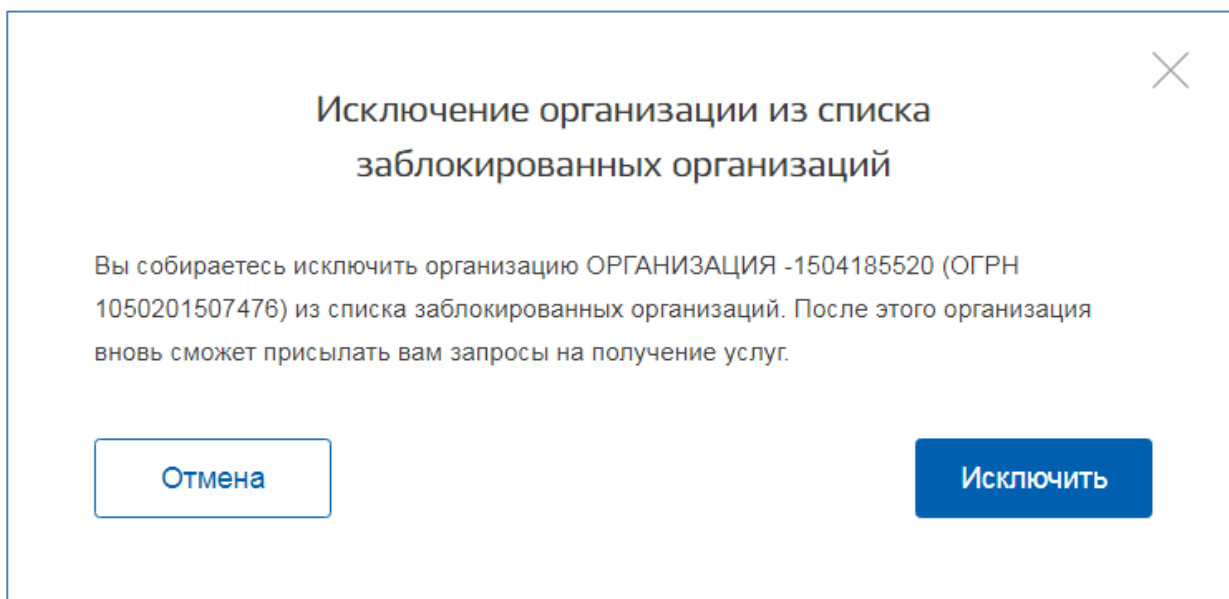 Исключение организации из списка
заблокированных организаций
Вы собираетесь исключить организацию ОРГАНИЗАЦИЯ -1504185520 (ОГРН
1050201507476) из списка заблокированных организаций. После этого организация
вновь сможет присылать вам запросы на получение услуг.
Отмена
Исключить